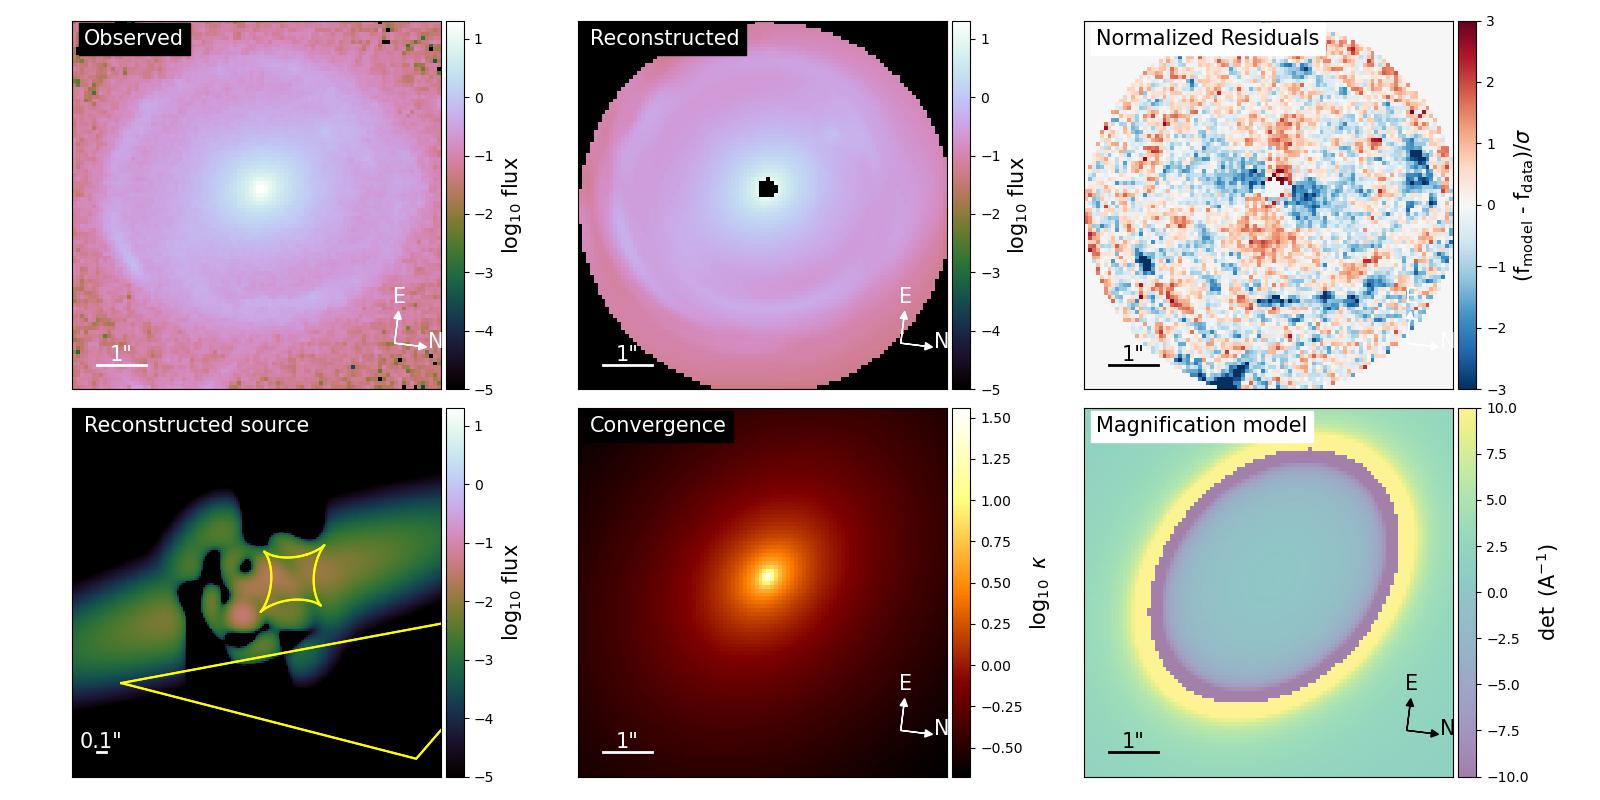 Observed
1
0
−1
−2
−3
−4
−5
log₁₀ flux
E
N
1"
Reconstructed
1
0
−1
−2
−3
−4
−5
log₁₀ flux
E
N
1"
Normalized Residuals
3
2
1
0
−1
−2
−3
(f_model - f_data)/σ
E
N
1"
Reconstructed source
1
0
−1
−2
−3
−4
−5
log₁₀ flux
0.1"
Convergence
1.50
1.25
1.00
0.75
0.50
0.25
0.00
−0.25
−0.50
log₁₀ κ
E
N
1"
Magnification model
10.0
7.5
5.0
2.5
0.0
−2.5
−5.0
−7.5
−10.0
det (A⁻¹)
E
N
1"